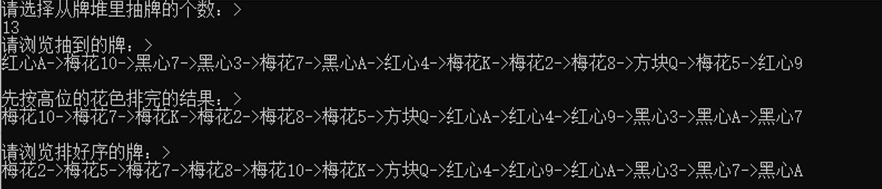 请选择从牌堆里抽牌的个数：>
13
请浏览抽到的牌：>
红心A->梅花10->黑心7->黑心3->梅花7->黑心A->红心4->梅花K->梅花2->梅花8->方块Q->梅花5->红心9
先按高位的花色排完的结果：>
梅花10->梅花7->梅花K->梅花2->梅花8->梅花5->方块Q->红心A->红心4->红心9->黑心3->黑心A->黑心7
请浏览排好序的牌：>
梅花2->梅花5->梅花7->梅花8->梅花10->梅花K->方块Q->红心4->红心9->红心A->黑心3->黑心7->黑心A